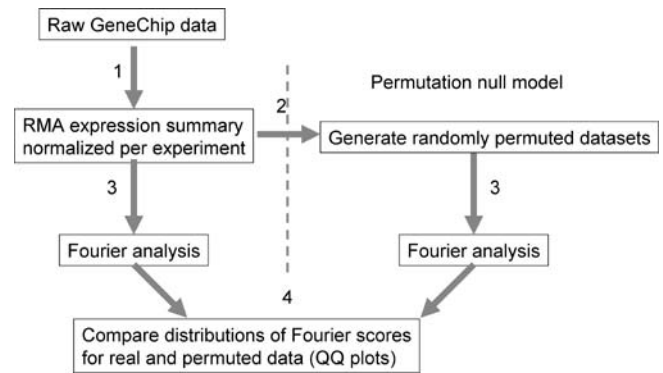 Raw GeneChip data
1
Permutation null model
2
RMA expression summary
normalized per experiment
Generate randomly permuted datasets
3
3
Fourier analysis
Fourier analysis
4
Compare distributions of Fourier scores
for real and permuted data (QQ plots)